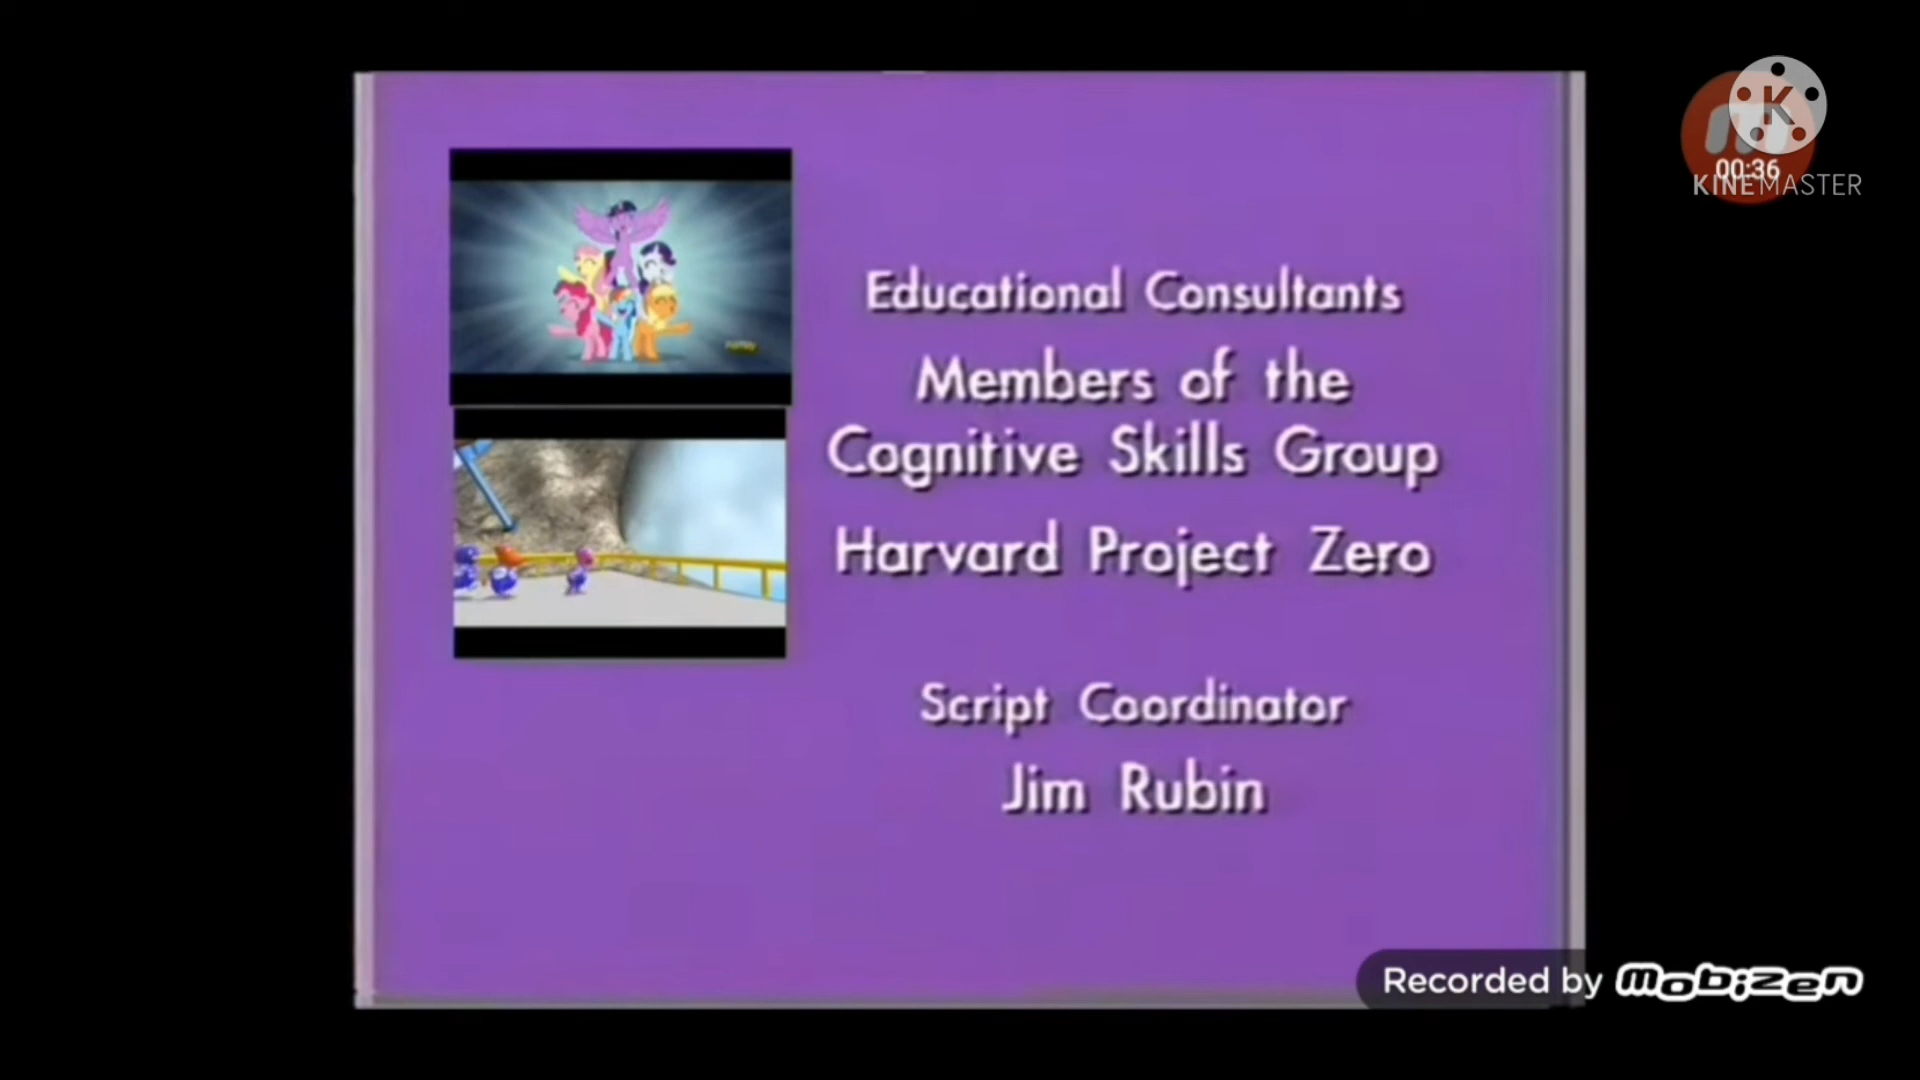 Educational Consultants
Members of the
Cognitive Skills Group
Harvard Project Zero
Script Coordinator
Jim Rubin
K
00:36
KINEMASTER
Recorded by mobizen